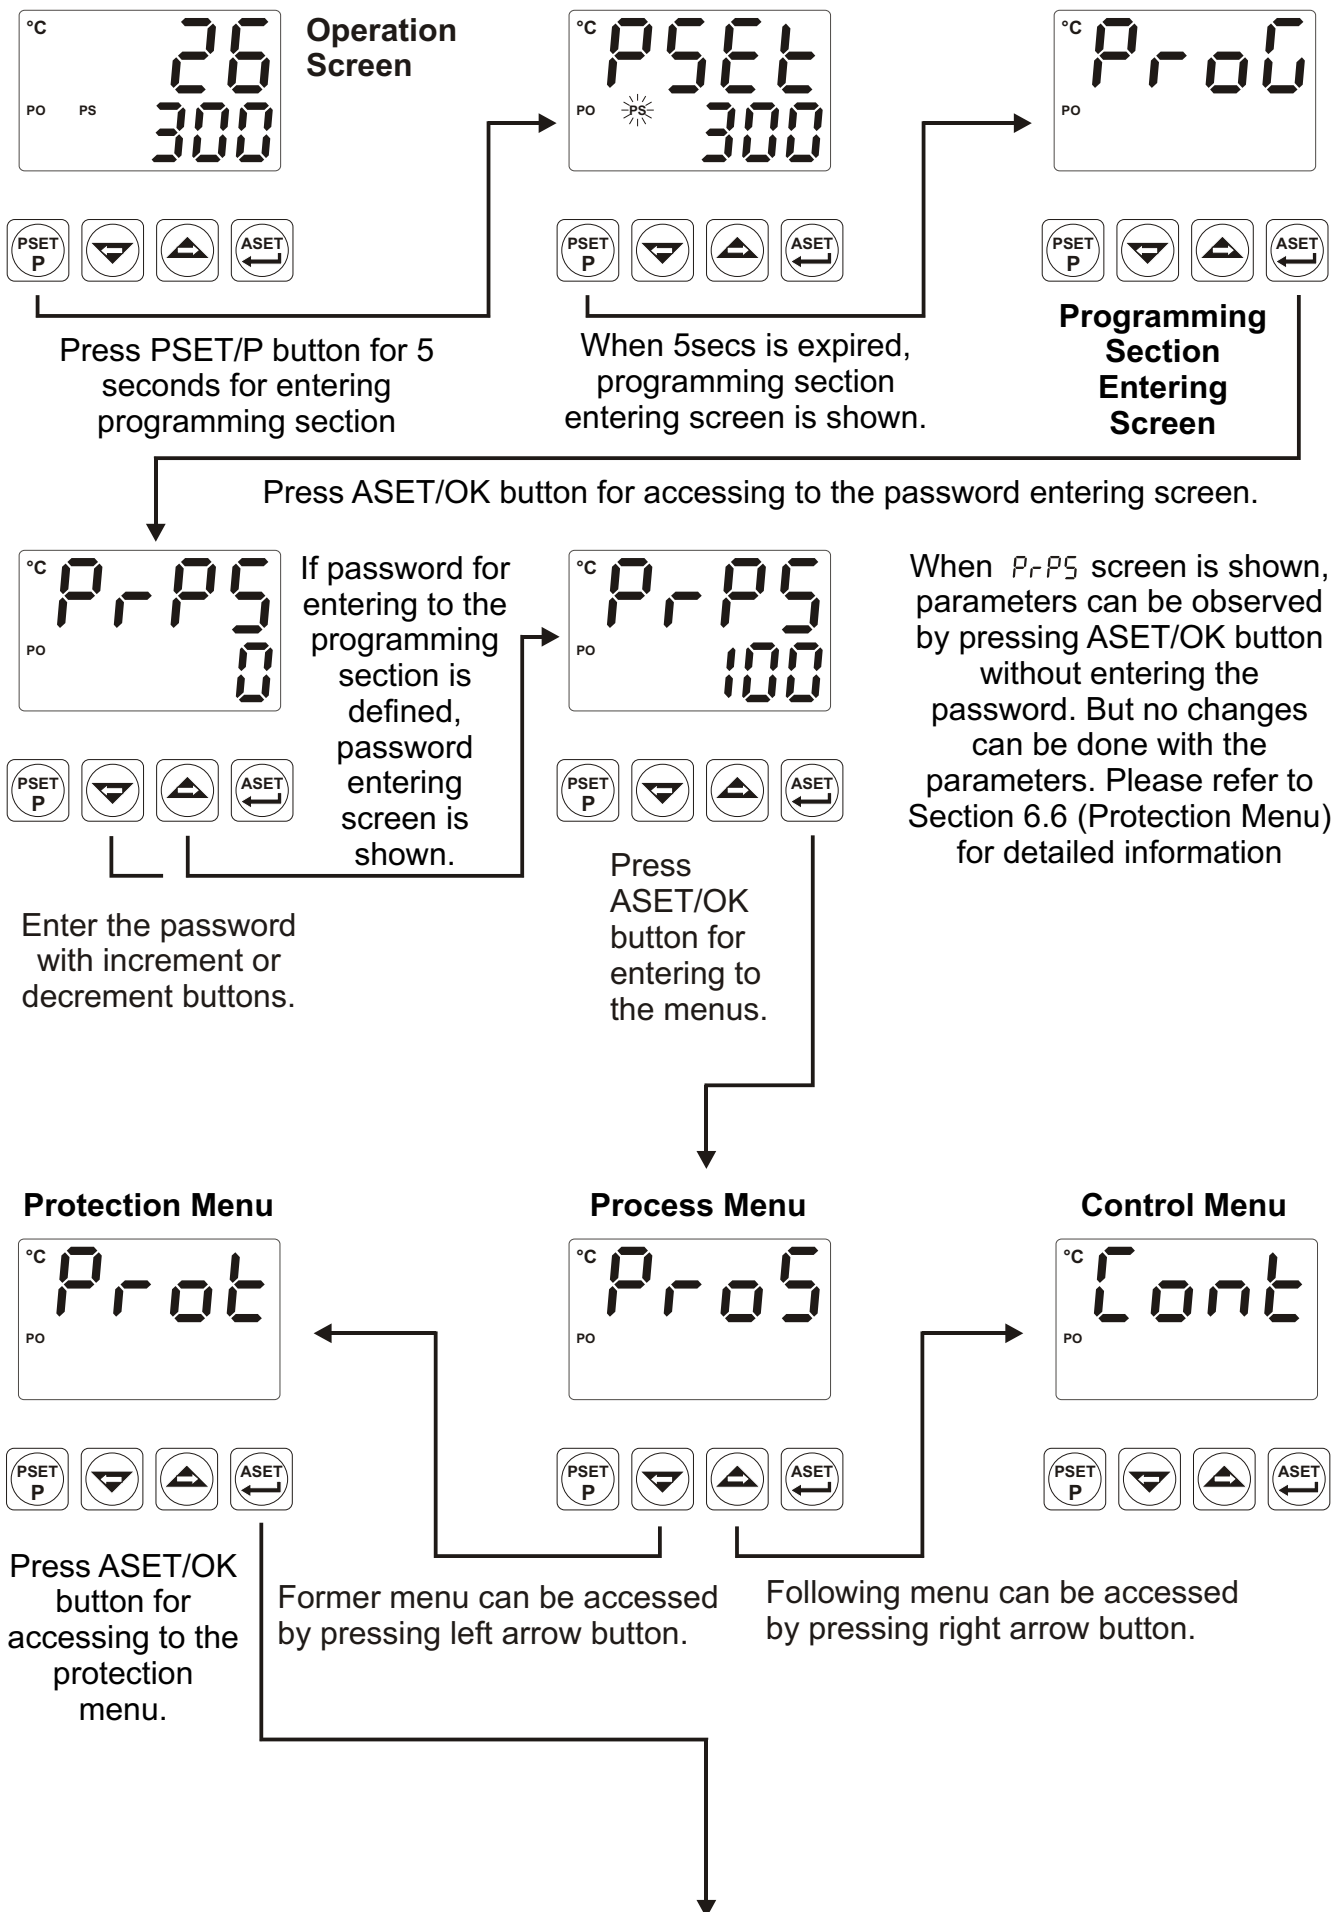 °C
26
PO PS
300
Operation
Screen
°C
PSEt
PO PS
300
°C
ProG
PO
PSET
P
ASET
PSET
P
ASET
PSET
P
ASET
Press PSET/P button for 5
seconds for entering
programming section
When 5secs is expired,
programming section
entering screen is shown.
Programming
Section
Entering
Screen
Press ASET/OK button for accessing to the password entering screen.
°C
PrPS
PO
0
If password for
entering to the
programming
section is
defined,
password
entering
screen is
shown.
°C
PrPS
PO
100
When PrPS screen is shown,
parameters can be observed
by pressing ASET/OK button
without entering the
password. But no changes
can be done with the
parameters. Please refer to
Section 6.6 (Protection Menu)
for detailed information
PSET
P
ASET
PSET
P
ASET
Enter the password
with increment or
decrement buttons.
Press
ASET/OK
button for
entering to
the menus.
Protection Menu
°C
Prot
PO
Process Menu
°C
ProS
PO
Control Menu
°C
Cont
PO
PSET
P
ASET
PSET
P
ASET
PSET
P
ASET
Press ASET/OK
button for
accessing to the
protection
menu.
Former menu can be accessed
by pressing left arrow button.
Following menu can be accessed
by pressing right arrow button.